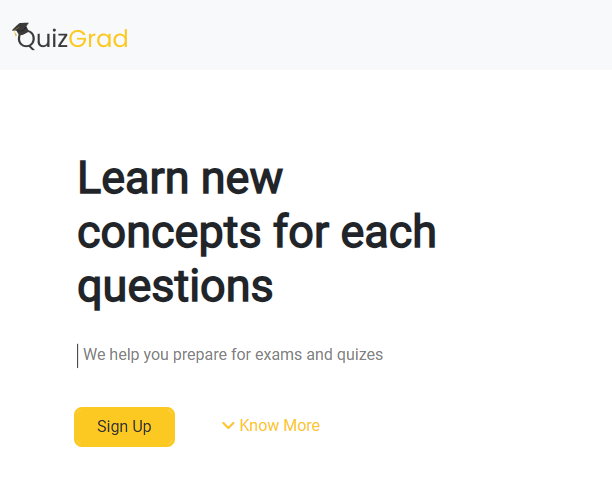 QuizGrad
Learn new
concepts for each
questions
We help you prepare for exams and quizes
Sign Up
Know More